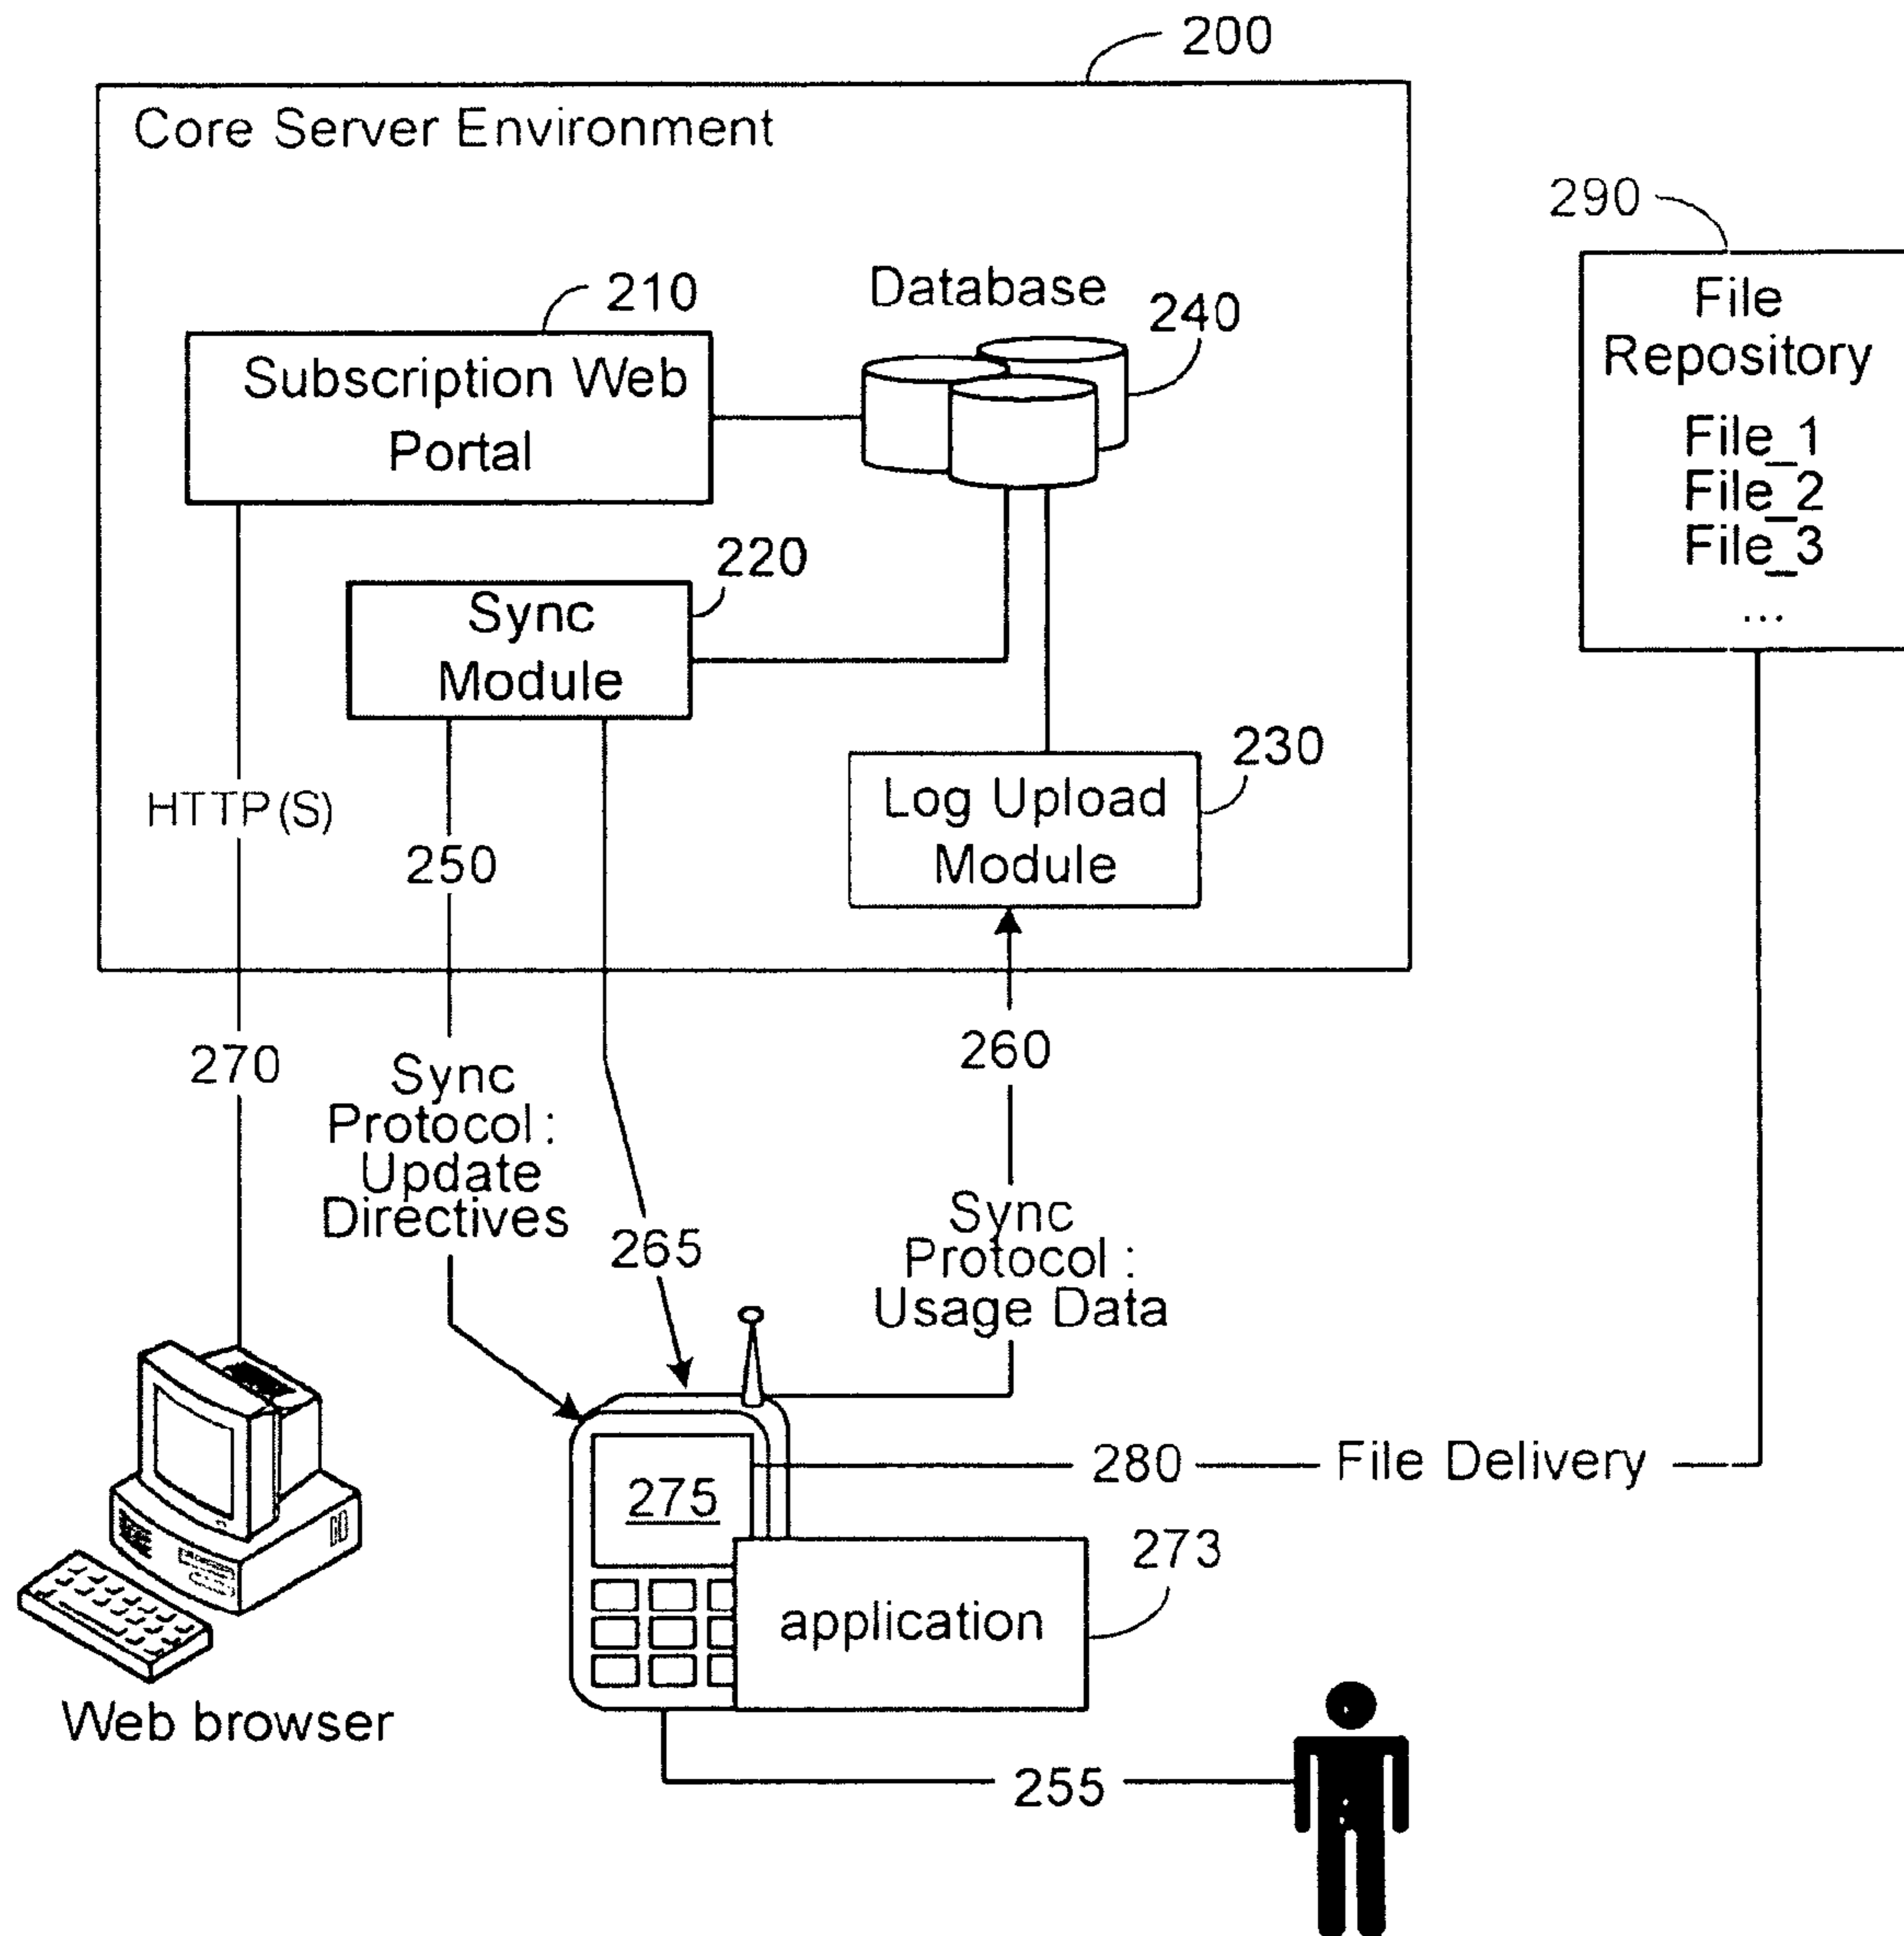 200
Core Server Environment
290
File
Repository
File_1
File_2
File_3
...
210
Database
240
Subscription Web
Portal
220
Sync
Module
230
Log Upload
Module
HTTP(S)
250
270
Sync
Protocol :
Update
Directives
265
260
Sync
Protocol :
Usage Data
275
280
File Delivery
273
application
Web browser
255